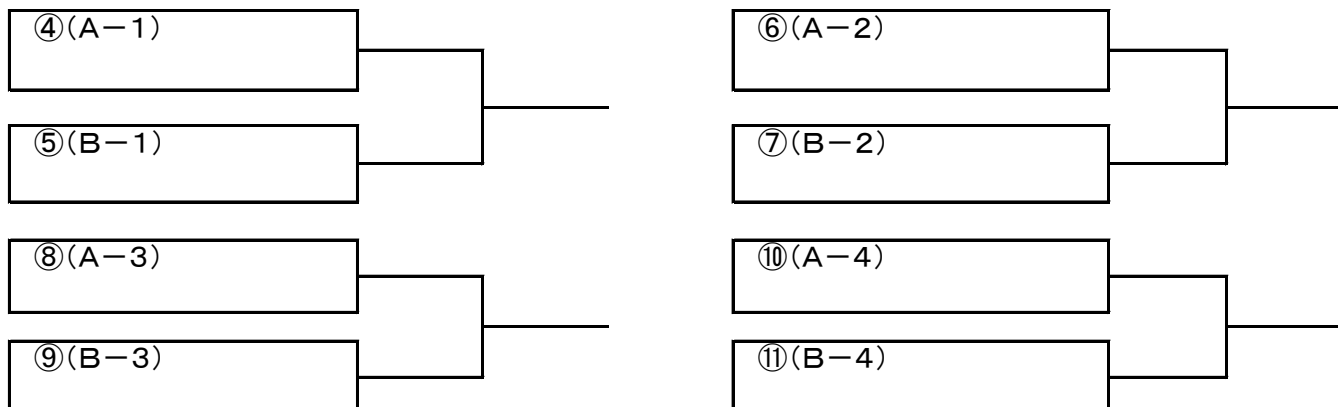 ④(A－1)
⑤(B－1)
⑥(A－2)
⑦(B－2)
⑧(A－3)
⑨(B－3)
⑩(A－4)
⑪(B－4)